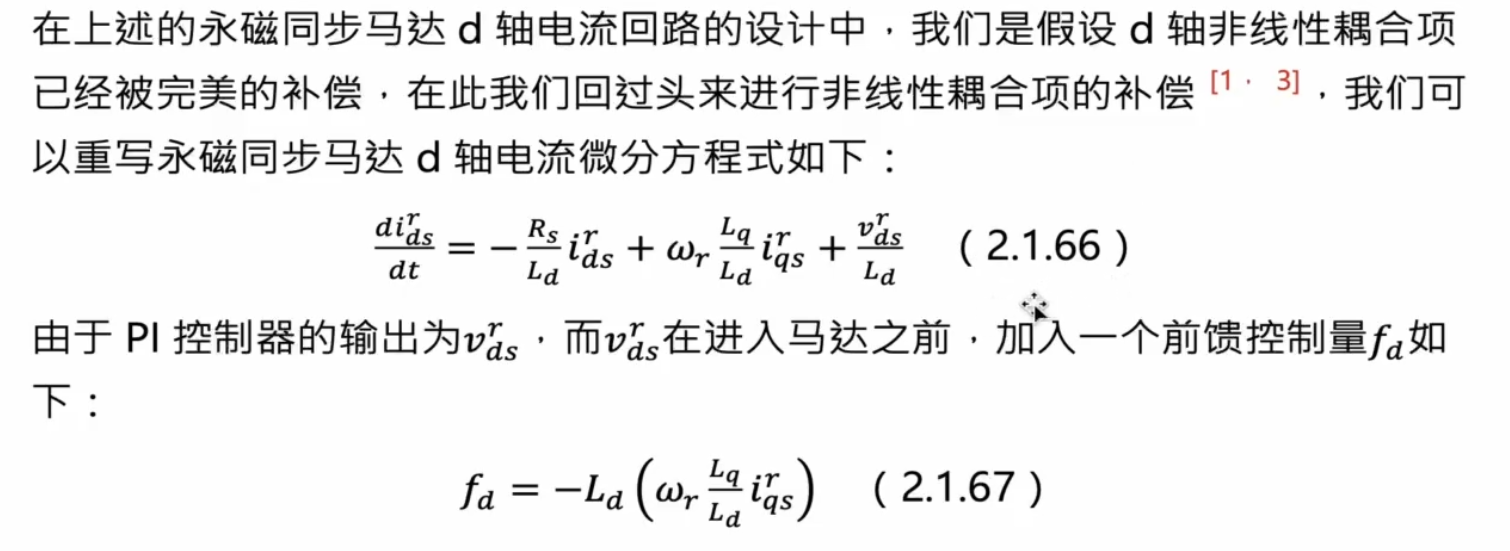 在上述的永磁同步马达 d 轴电流回路的设计中，我们是假设 d 轴非线性耦合项
已经被完美的补偿，在此我们回过头来进行非线性耦合项的补偿 [1， 3]，我们可
以重写永磁同步马达 d 轴电流微分方程式如下：
$\frac{di_{ds}^{r}}{dt} = -\frac{R_s}{L_d} i_{ds}^{r} + \omega_r \frac{L_q}{L_d} i_{qs}^{r} + \frac{v_{ds}^{r}}{L_d}$ （2.1.66）
由于 PI 控制器的输出为$v_{ds}^{r}$，而$v_{ds}^{r}$在进入马达之前，加入一个前馈控制量$f_d$如
下：
$f_d = -L_d \left( \omega_r \frac{L_q}{L_d} i_{qs}^{r} \right)$ （2.1.67）